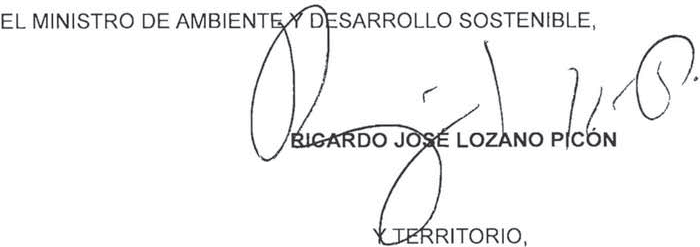 EL MINISTRO DE AMBIENTE Y DESARROLLO SOSTENIBLE,
RICARDO JOSÉ LOZANO PICÓN
Y TERRITORIO,